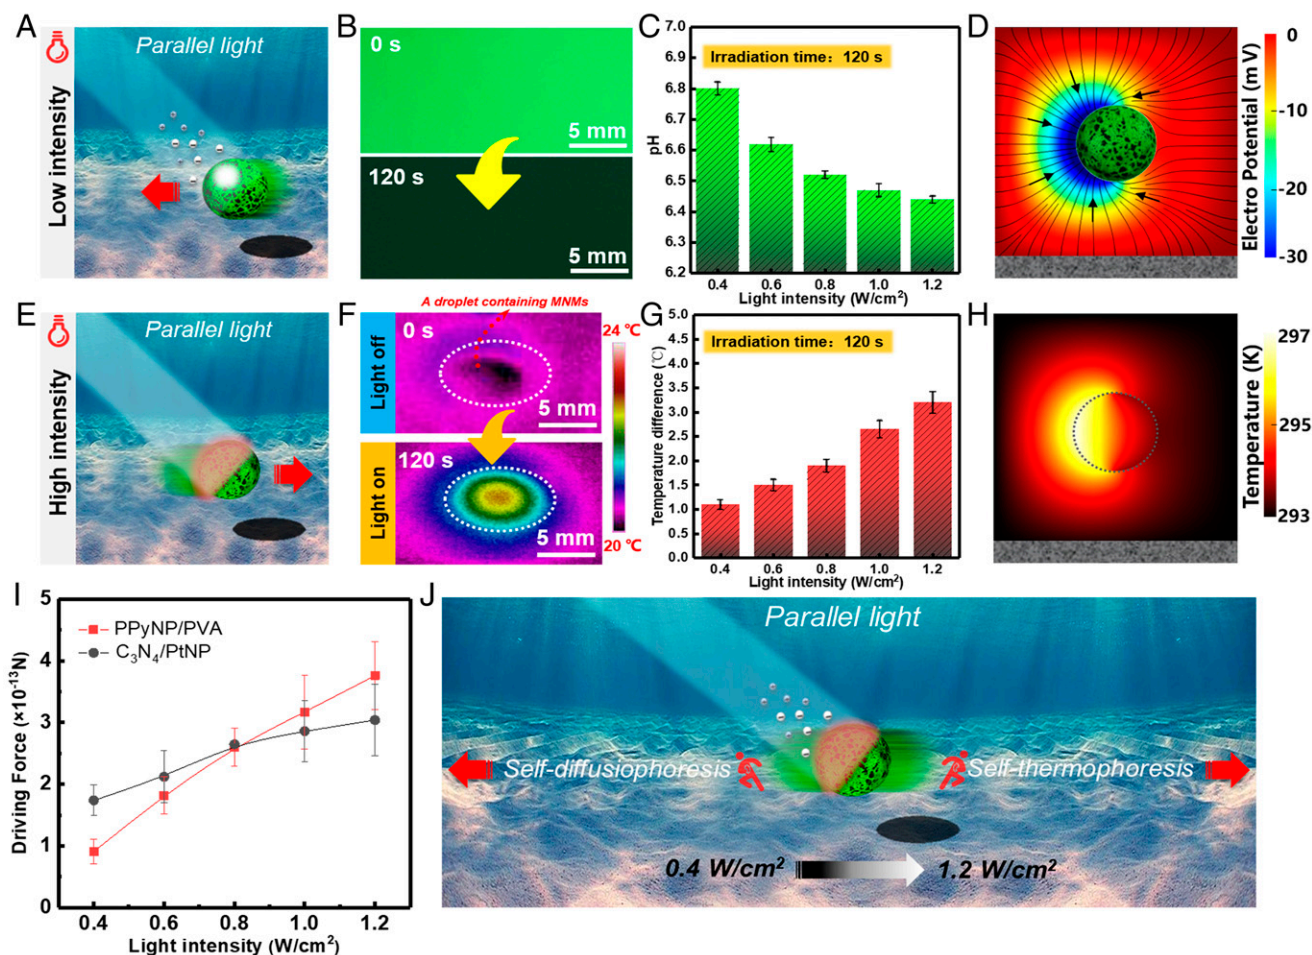 A
Low intensity
Parallel light
B
0 s
5 mm
120 s
5 mm
C
7.0
6.9
6.8
6.7
6.6
6.5
6.4
6.3
6.2
pH
Irradiation time: 120 s
0.4 0.6 0.8 1.0 1.2
Light intensity (W/cm²)
D
0
-10
-20
-30
Electro Potential (m V)
E
High intensity
Parallel light
F
A droplet containing MNMs
Light off
0 s
5 mm
Light on
120 s
5 mm
24 ℃
20 ℃
G
5.0
4.5
4.0
3.5
3.0
2.5
2.0
1.5
1.0
0.5
0.0
Temperature difference (℃)
Irradiation time: 120 s
0.4 0.6 0.8 1.0 1.2
Light intensity (W/cm²)
H
297
295
293
Temperature (K)
I
5
4
3
2
1
0
Driving Force (×10⁻¹³N)
PPyNP/PVA
C₃N₄/PtNP
0.4 0.6 0.8 1.0 1.2
Light intensity (W/cm²)
J
Parallel light
Self-diffusiophoresis
Self-thermophoresis
0.4 W/cm² 1.2 W/cm²